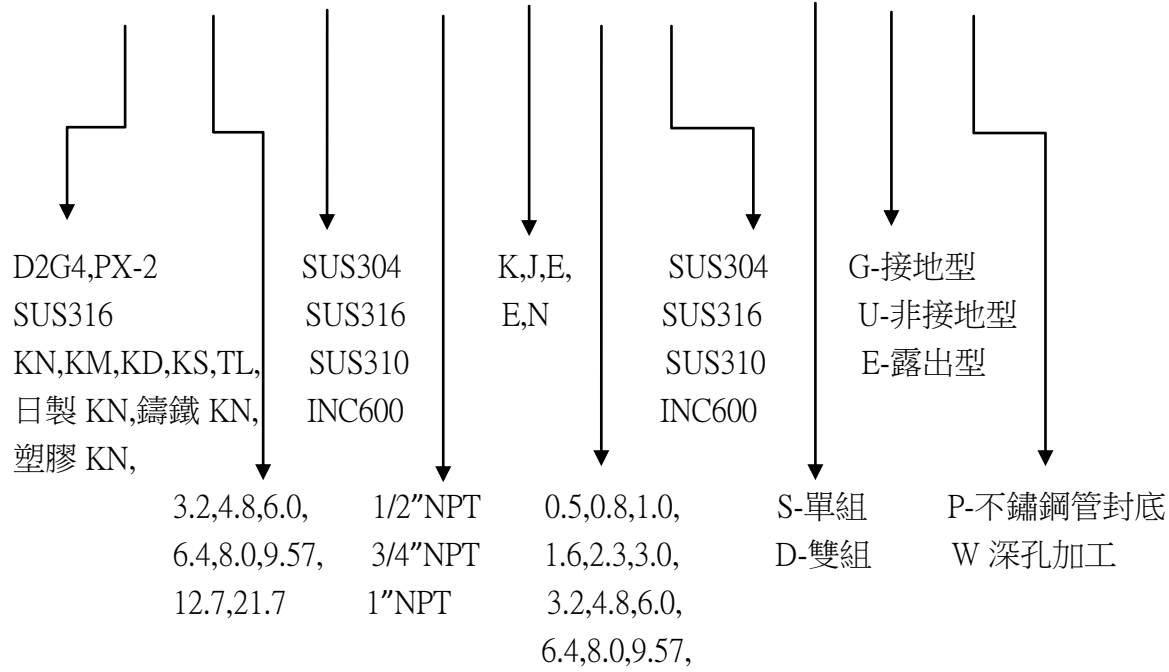 D2G4,PX-2 SUS304 K,J,E, SUS304 G-接地型
SUS316 SUS316 E,N SUS316 U-非接地型
KN,KM,KD,KS,TL, SUS310 SUS310 E-露出型
日製 KN,鑄鐵 KN, INC600 INC600
塑膠 KN,
3.2,4.8,6.0, 1/2”NPT 0.5,0.8,1.0, S-單組 P-不鏽鋼管封底
6.4,8.0,9.57, 3/4”NPT 1.6,2.3,3.0, D-雙組 W 深孔加工
12.7,21.7 1”NPT 3.2,4.8,6.0,
6.4,8.0,9.57,